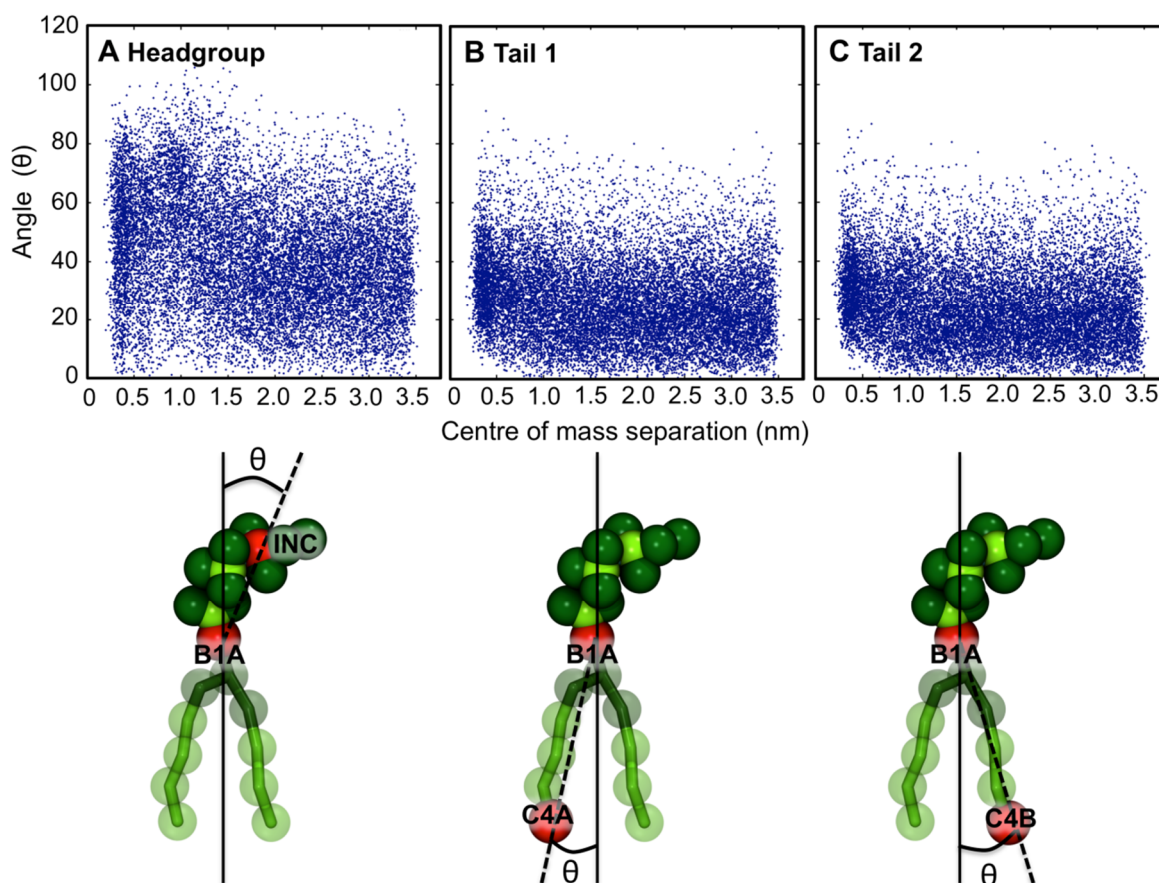 A Headgroup
B Tail 1
C Tail 2
120
100
80
60
40
20
0
Angle (θ)
0 0.5 1.0 1.5 2.0 2.5 3.0 3.5
0 0.5 1.0 1.5 2.0 2.5 3.0 3.5
0 0.5 1.0 1.5 2.0 2.5 3.0 3.5
Centre of mass separation (nm)
θ
INC
B1A
B1A
B1A
C4A
C4B
θ
θ